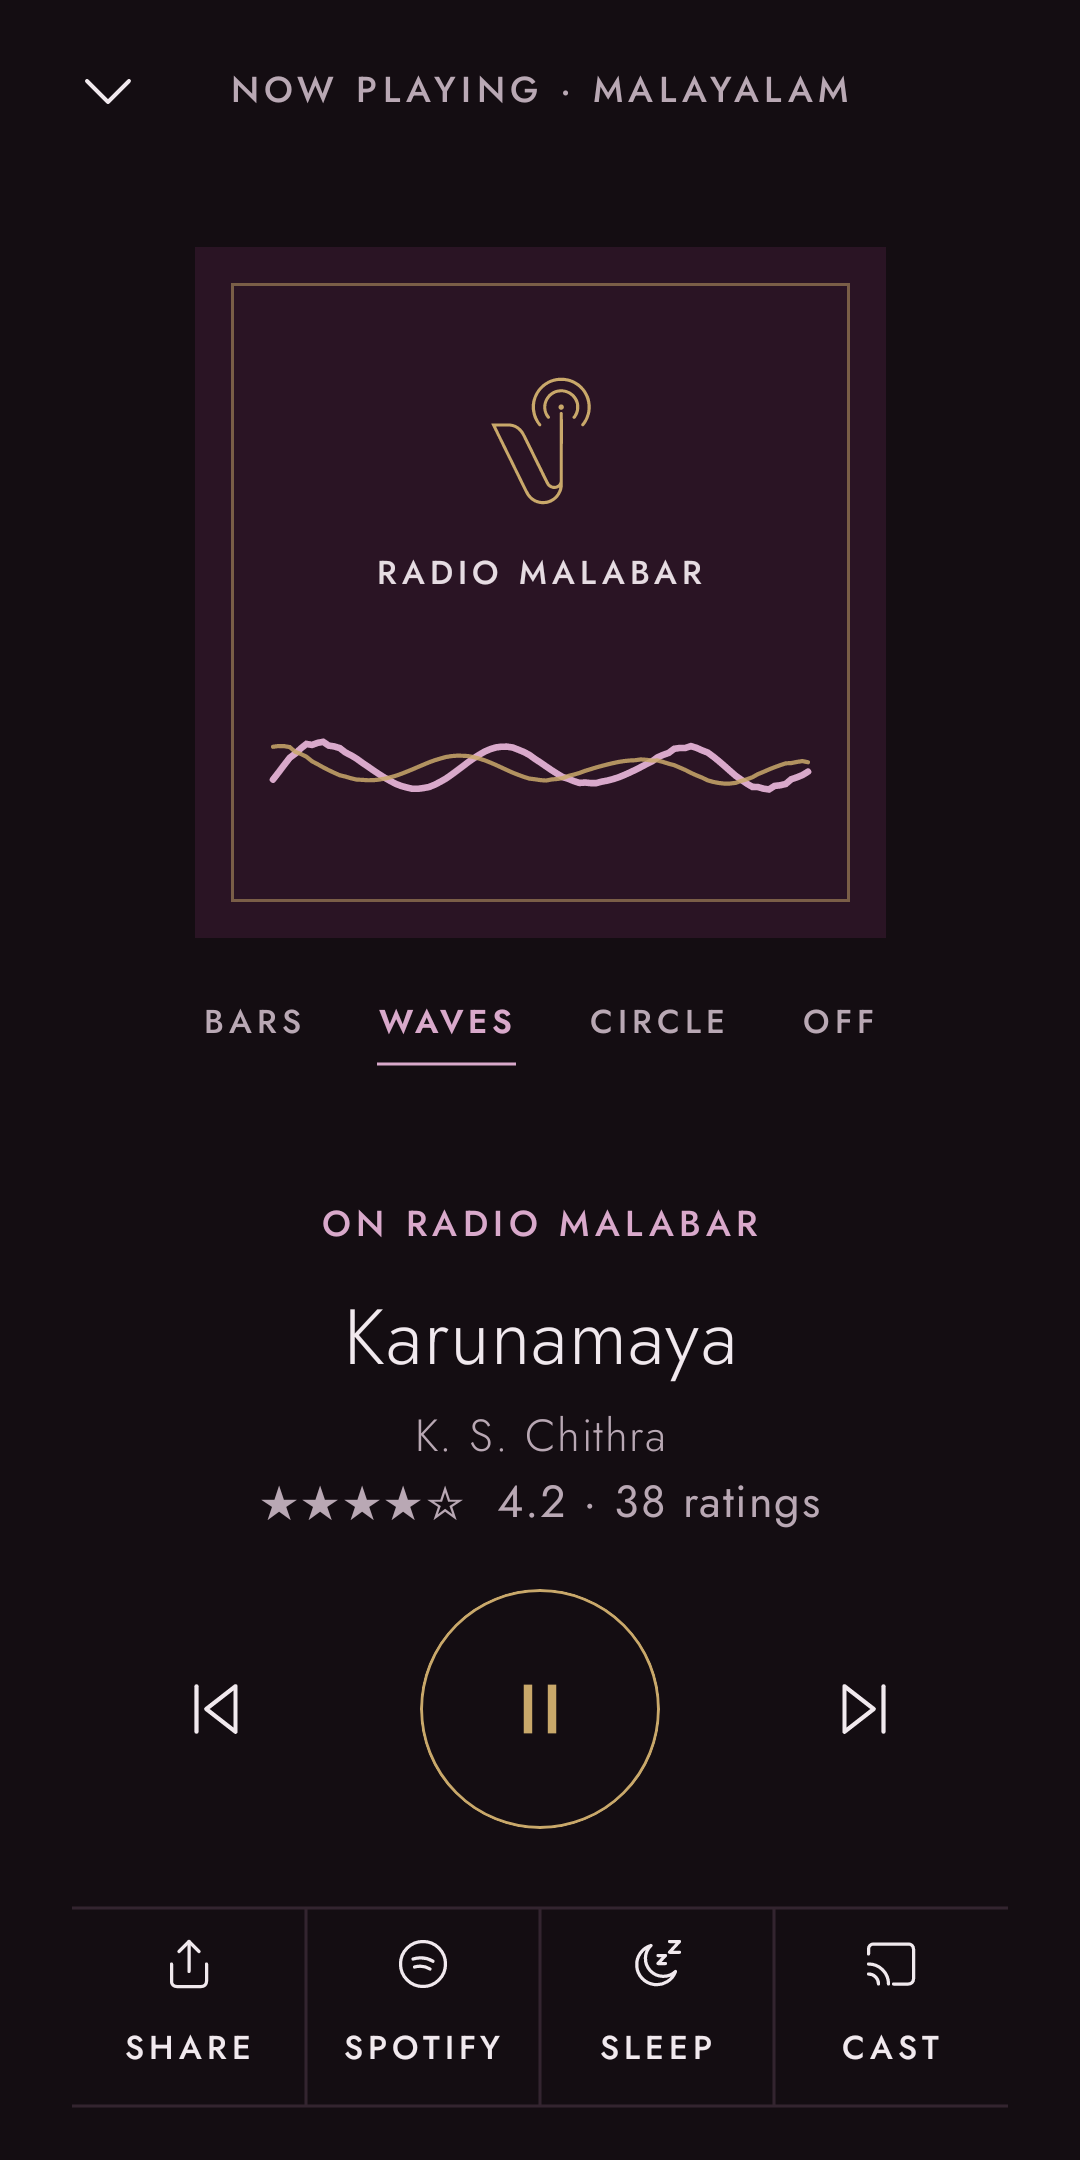 NOW PLAYING · MALAYALAM
RADIO MALABAR
BARS WAVES CIRCLE OFF
ON RADIO MALABAR
Karunamaya
K. S. Chithra
★★★★☆ 4.2 · 38 ratings
SHARE SPOTIFY SLEEP CAST